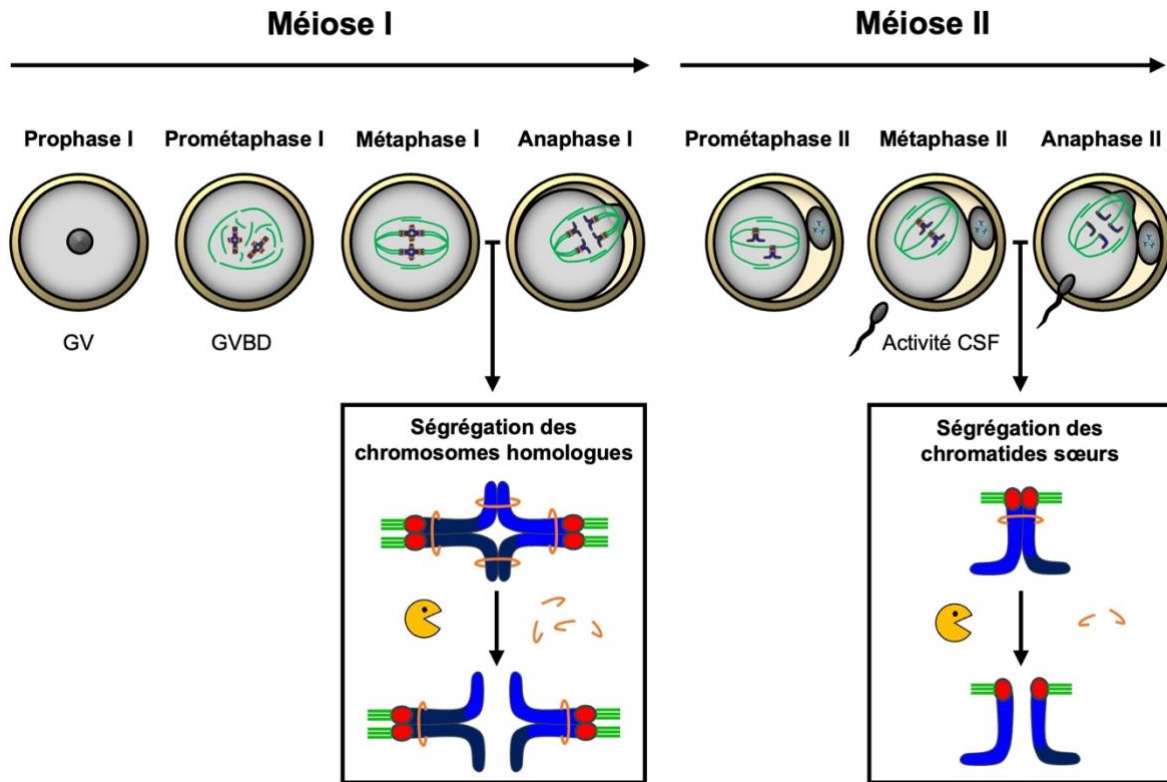 Méiose I
Méiose II
Prophase I
Prométaphase I
Métaphase I
Anaphase I
Prométaphase II
Métaphase II
Anaphase II
GV
GVBD
Activité CSF
Ségrégation des
chromosomes homologues
Ségrégation des
chromatides sœurs